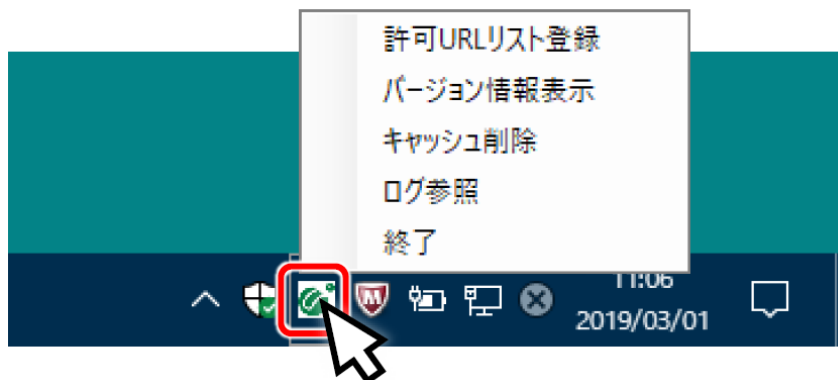 許可URLリスト登録
バージョン情報表示
キャッシュ削除
ログ参照
終了
11:06
2019/03/01